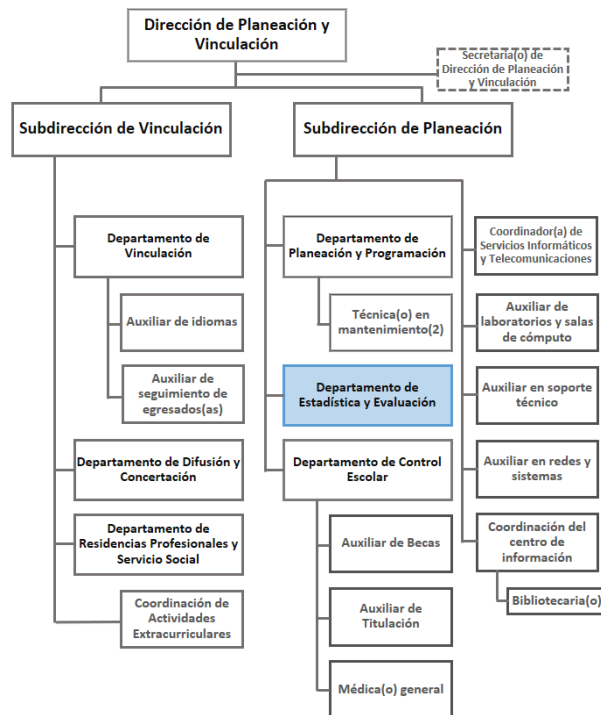 Dirección de Planeación y
Vinculación
Secretaria(o) de
Dirección de Planeación
y Vinculación
Subdirección de Vinculación
Subdirección de Planeación
Departamento de
Vinculación
Auxiliar de idiomas
Auxiliar de
seguimiento de
egresados(as)
Departamento de Difusión y
Concertación
Departamento de
Residencias Profesionales y
Servicio Social
Coordinación de
Actividades
Extracurriculares
Departamento de
Planeación y Programación
Técnica(o) en
mantenimiento(2)
Departamento de
Estadística y Evaluación
Departamento de Control
Escolar
Auxiliar de Becas
Auxiliar de
Titulación
Médica(o) general
Coordinador(a) de
Servicios Informáticos
y Telecomunicaciones
Auxiliar de
laboratorios y salas
de cómputo
Auxiliar en soporte
técnico
Auxiliar en redes y
sistemas
Coordinación del
centro de
información
Bibliotecaria(o)